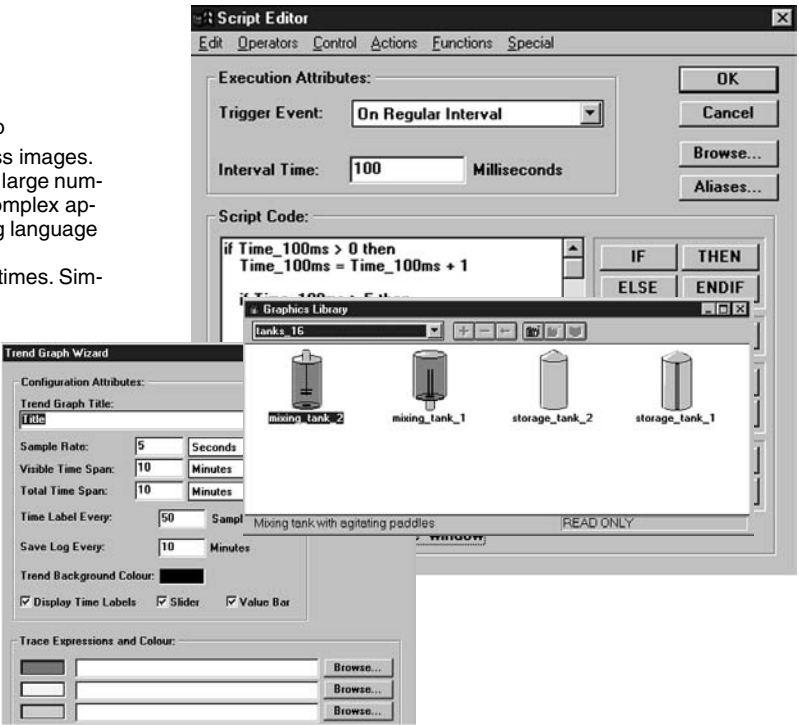 ss images.
large num-
omplex ap-
g language
times. Sim-
Script Editor
Edit Operators Control Actions Functions Special
Execution Attributes:
Trigger Event: On Regular Interval
Interval Time: 100 Milliseconds
OK
Cancel
Browse...
Aliases...
Script Code:
if Time_100ms > 0 then
Time_100ms = Time_100ms + 1
IF THEN
ELSE ENDIF
Graphics Library
tanks_16
mixing_tank_2 mixing_tank_1 storage_tank_2 storage_tank_1
Mixing tank with agitating paddles READ ONLY
window
Trend Graph Wizard
Configuration Attributes:
Trend Graph Title:
Title
Sample Rate: 5 Seconds
Visible Time Span: 10 Minutes
Total Time Span: 10 Minutes
Time Label Every: 50 Sampl
Save Log Every: 10 Minutes
Trend Background Colour:
Display Time Labels Slider Value Bar
Trace Expressions and Colour:
Browse...
Browse...
Browse...